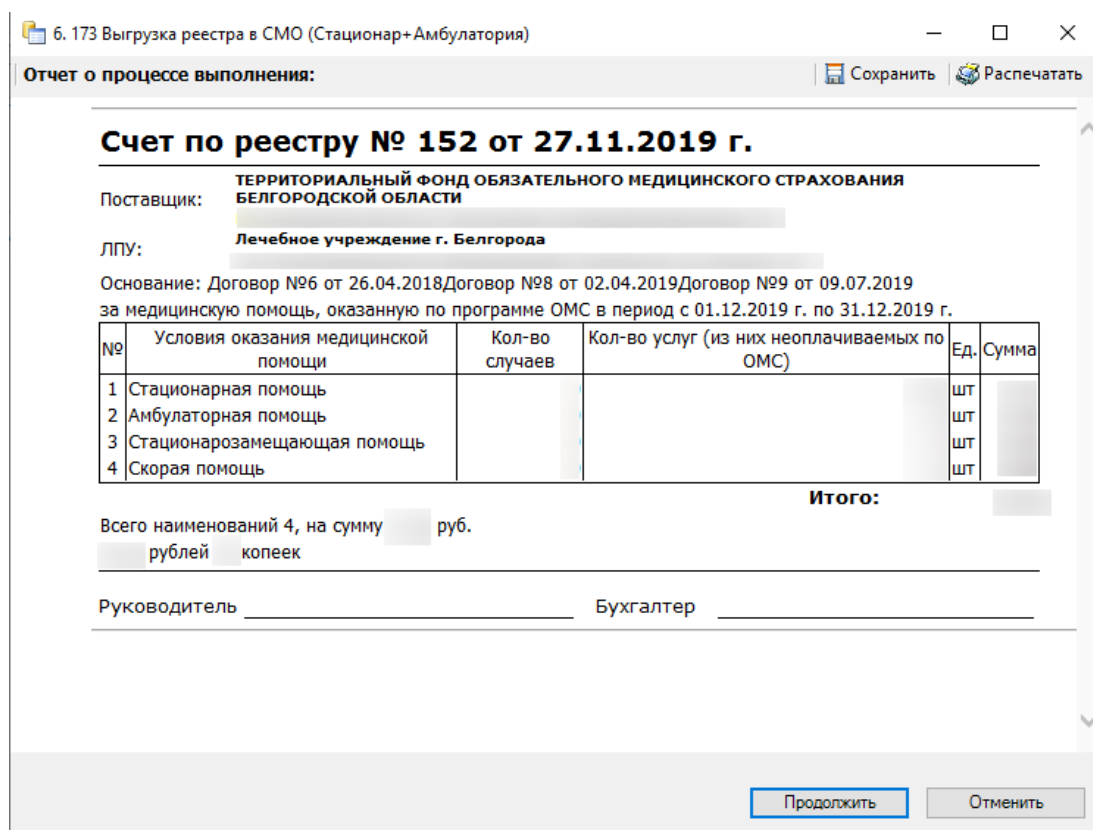 6. 173 Выгрузка реестра в СМО (Стационар+Амбулатория)
Отчет о процессе выполнения:
Сохранить
Распечатать
Счет по реестру № 152 от 27.11.2019 г.
Поставщик:
ТЕРРИТОРИАЛЬНЫЙ ФОНД ОБЯЗАТЕЛЬНОГО МЕДИЦИНСКОГО СТРАХОВАНИЯ
БЕЛГОРОДСКОЙ ОБЛАСТИ
ЛПУ:
Лечебное учреждение г. Белгорода
Основание: Договор №6 от 26.04.2018Договор №8 от 02.04.2019Договор №9 от 09.07.2019
за медицинскую помощь, оказанную по программе ОМС в период с 01.12.2019 г. по 31.12.2019 г.
№
Условия оказания медицинской
помощи
Кол-во
случаев
Кол-во услуг (из них неоплачиваемых по
ОМС)
Ед.
Сумма
1 Стационарная помощь шт
2 Амбулаторная помощь шт
3 Стационарозамещающая помощь шт
4 Скорая помощь шт
Итого:
Всего наименований 4, на сумму руб.
рублей копеек
Руководитель
Бухгалтер
Продолжить
Отменить